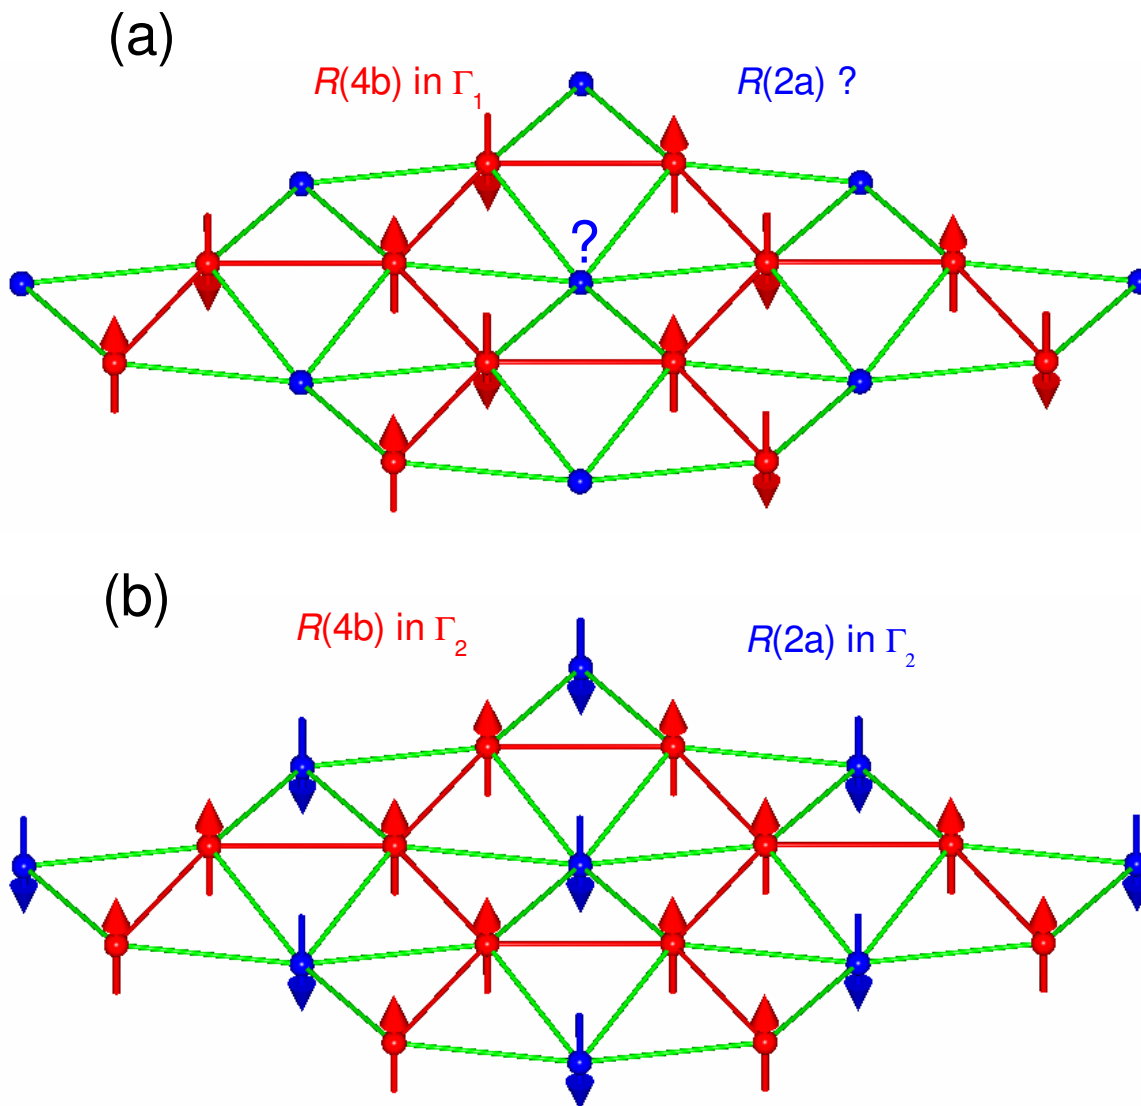 (a)
R(4b) in Γ₁ R(2a) ?
?
(b)
R(4b) in Γ₂ R(2a) in Γ₂